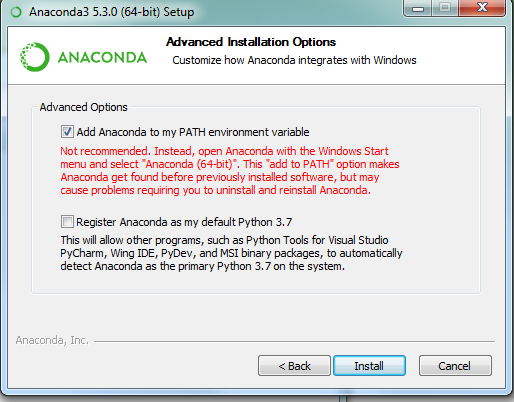 Anaconda3 5.3.0 (64-bit) Setup
ANACONDA
Advanced Installation Options
Customize how Anaconda integrates with Windows
Advanced Options
Add Anaconda to my PATH environment variable
Not recommended. Instead, open Anaconda with the Windows Start
menu and select "Anaconda (64-bit)". This "add to PATH" option makes
Anaconda get found before previously installed software, but may
cause problems requiring you to uninstall and reinstall Anaconda.
Register Anaconda as my default Python 3.7
This will allow other programs, such as Python Tools for Visual Studio
PyCharm, Wing IDE, PyDev, and MSI binary packages, to automatically
detect Anaconda as the primary Python 3.7 on the system.
Anaconda, Inc.
< Back Install Cancel